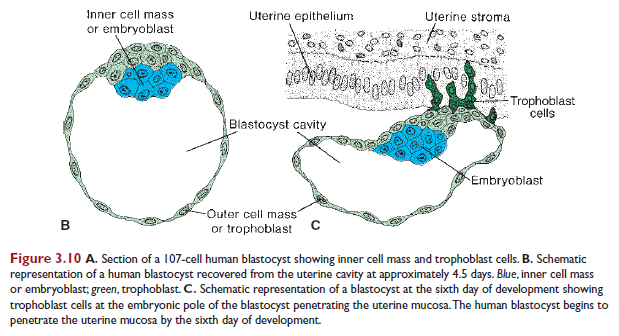 Inner cell mass
or embryoblast
Uterine epithelium
Uterine stroma
Trophoblast
cells
Blastocyst cavity
Embryoblast
Outer cell mass
or trophoblast
B
C
Figure 3.10 A. Section of a 107-cell human blastocyst showing inner cell mass and trophoblast cells. B. Schematic
representation of a human blastocyst recovered from the uterine cavity at approximately 4.5 days. Blue, inner cell mass
or embryoblast; green, trophoblast. C. Schematic representation of a blastocyst at the sixth day of development showing
trophoblast cells at the embryonic pole of the blastocyst penetrating the uterine mucosa. The human blastocyst begins to
penetrate the uterine mucosa by the sixth day of development.